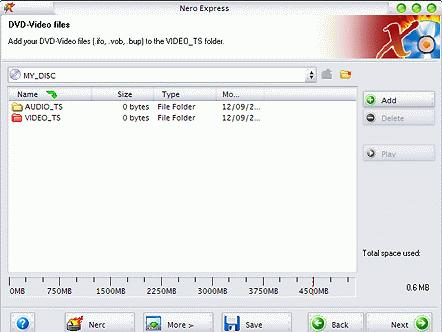 Nero Express
DVD-Video files
Add your DVD-Video files (.ifo, .vob, .bup) to the VIDEO_TS folder.
MY_DISC
Name Size Type Mo...
AUDIO_TS 0 bytes File Folder 12/09/2...
VIDEO_TS 0 bytes File Folder 12/09/2...
Add
Delete
Play
Total space used:
0.6 MB
0MB 750MB 1500MB 2250MB 3000MB 3750MB 4500MB
Nero More > Save Back Next